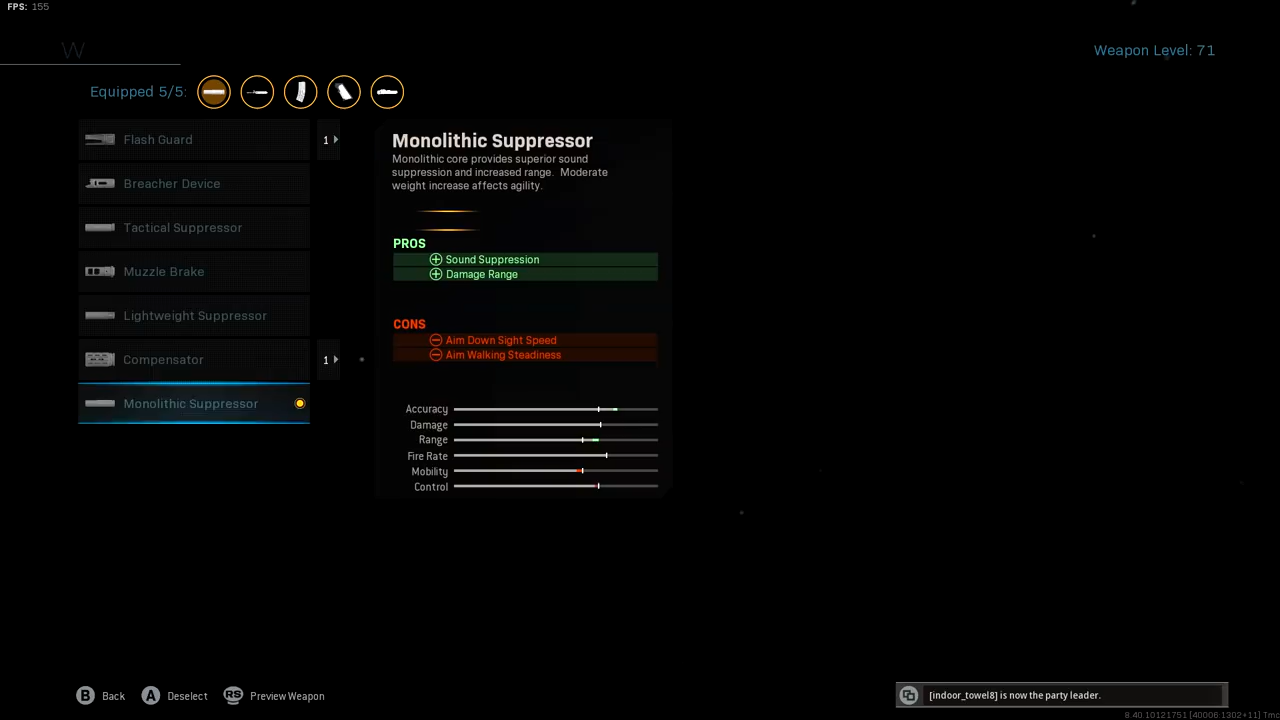 FPS: 155
W
Weapon Level: 71
Equipped 5/5:
Flash Guard
1
Breacher Device
Tactical Suppressor
Muzzle Brake
Lightweight Suppressor
Compensator
1
Monolithic Suppressor
Monolithic Suppressor
Monolithic core provides superior sound
suppression and increased range. Moderate
weight increase affects agility.
PROS
Sound Suppression
Damage Range
CONS
Aim Down Sight Speed
Aim Walking Steadiness
Accuracy
Damage
Range
Fire Rate
Mobility
Control
B Back
A Deselect
RS Preview Weapon
[indoor_towel8] is now the party leader.